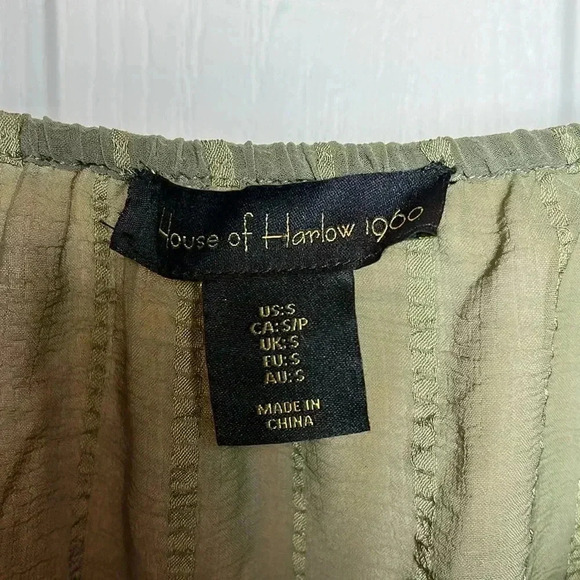 House of Harlow 1960
US:S
CA:S/P
UK:S
EU:S
AU:S
MADE IN
CHINA